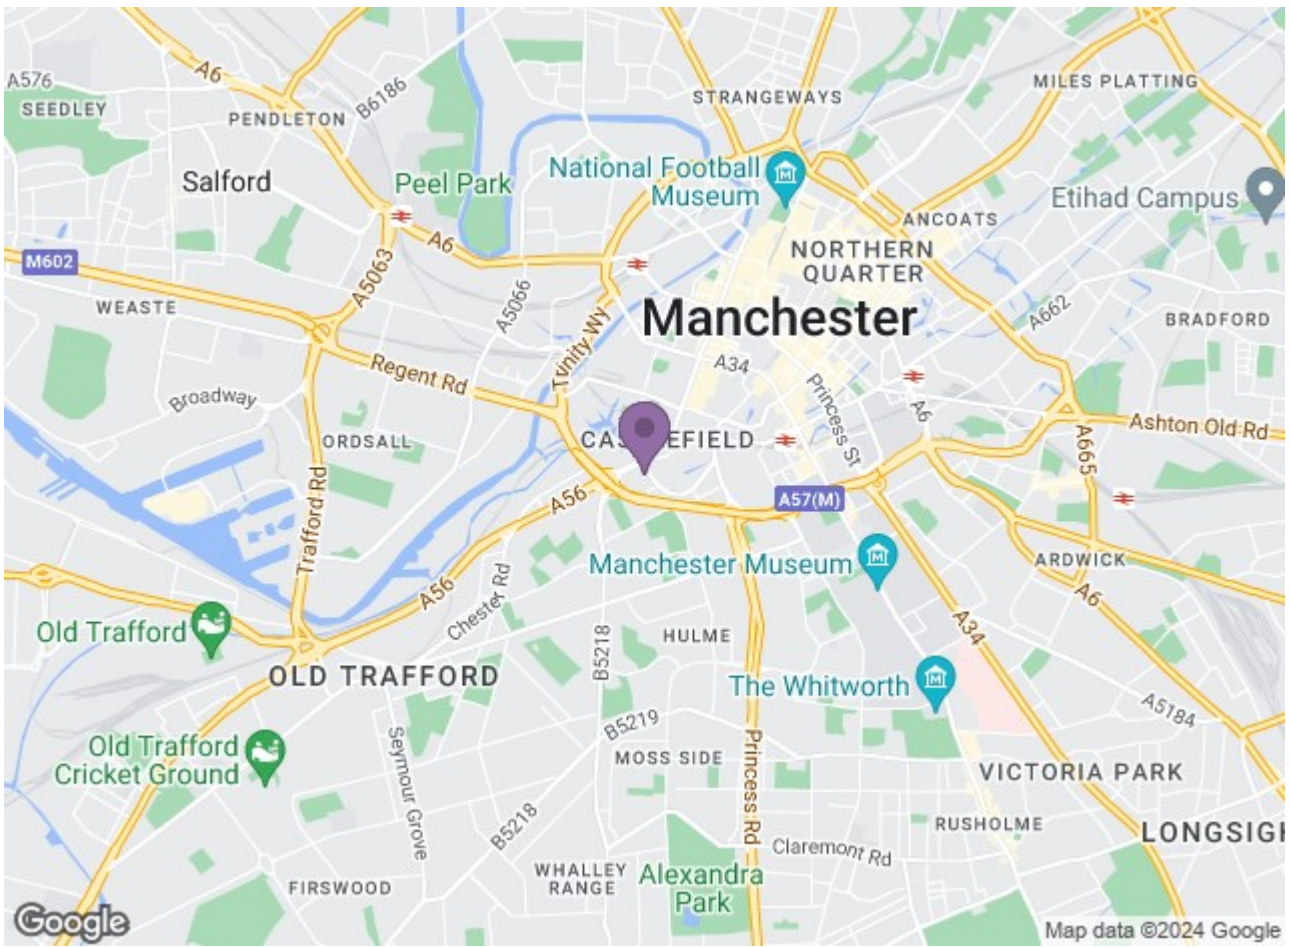 A576
A6
B6186
SEEDLEY
PENDLETON
STRANGEWAYS
MILES PLATTING
Salford
Peel Park
National Football
Museum
Etihad Campus
ANCOATS
A6
NORTHERN
QUARTER
M602
A5063
A5066
WEASTE
Manchester
A662
BRADFORD
Trinity Wy
A34
Regent Rd
Broadway
Princess St
A6
ORDSALL
Ashton Old Rd
A665
Trafford Rd
A56
A57(M)
Manchester Museum
ARDWICK
A56
Chester Rd
A6
Old Trafford
HULME
A34
B5218
OLD TRAFFORD
The Whitworth
A5184
B5219
Old Trafford
Cricket Ground
Seymour Grove
MOSS SIDE
Princess Rd
VICTORIA PARK
B5218
RUSHOLME
LONGSIGH
Claremont Rd
WHALLEY
RANGE
Alexandra
Park
FIRSWOOD
Google
Map data ©2024 Google